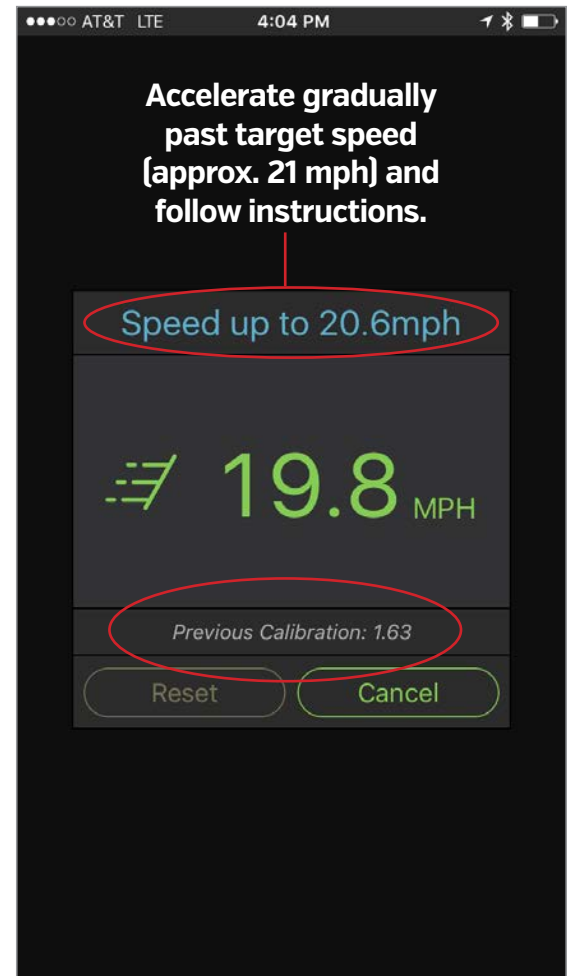 ●●●○○ AT&T LTE 4:04 PM
Accelerate gradually
past target speed
(approx. 21 mph) and
follow instructions.
Speed up to 20.6mph
19.8 MPH
Previous Calibration: 1.63
Reset Cancel